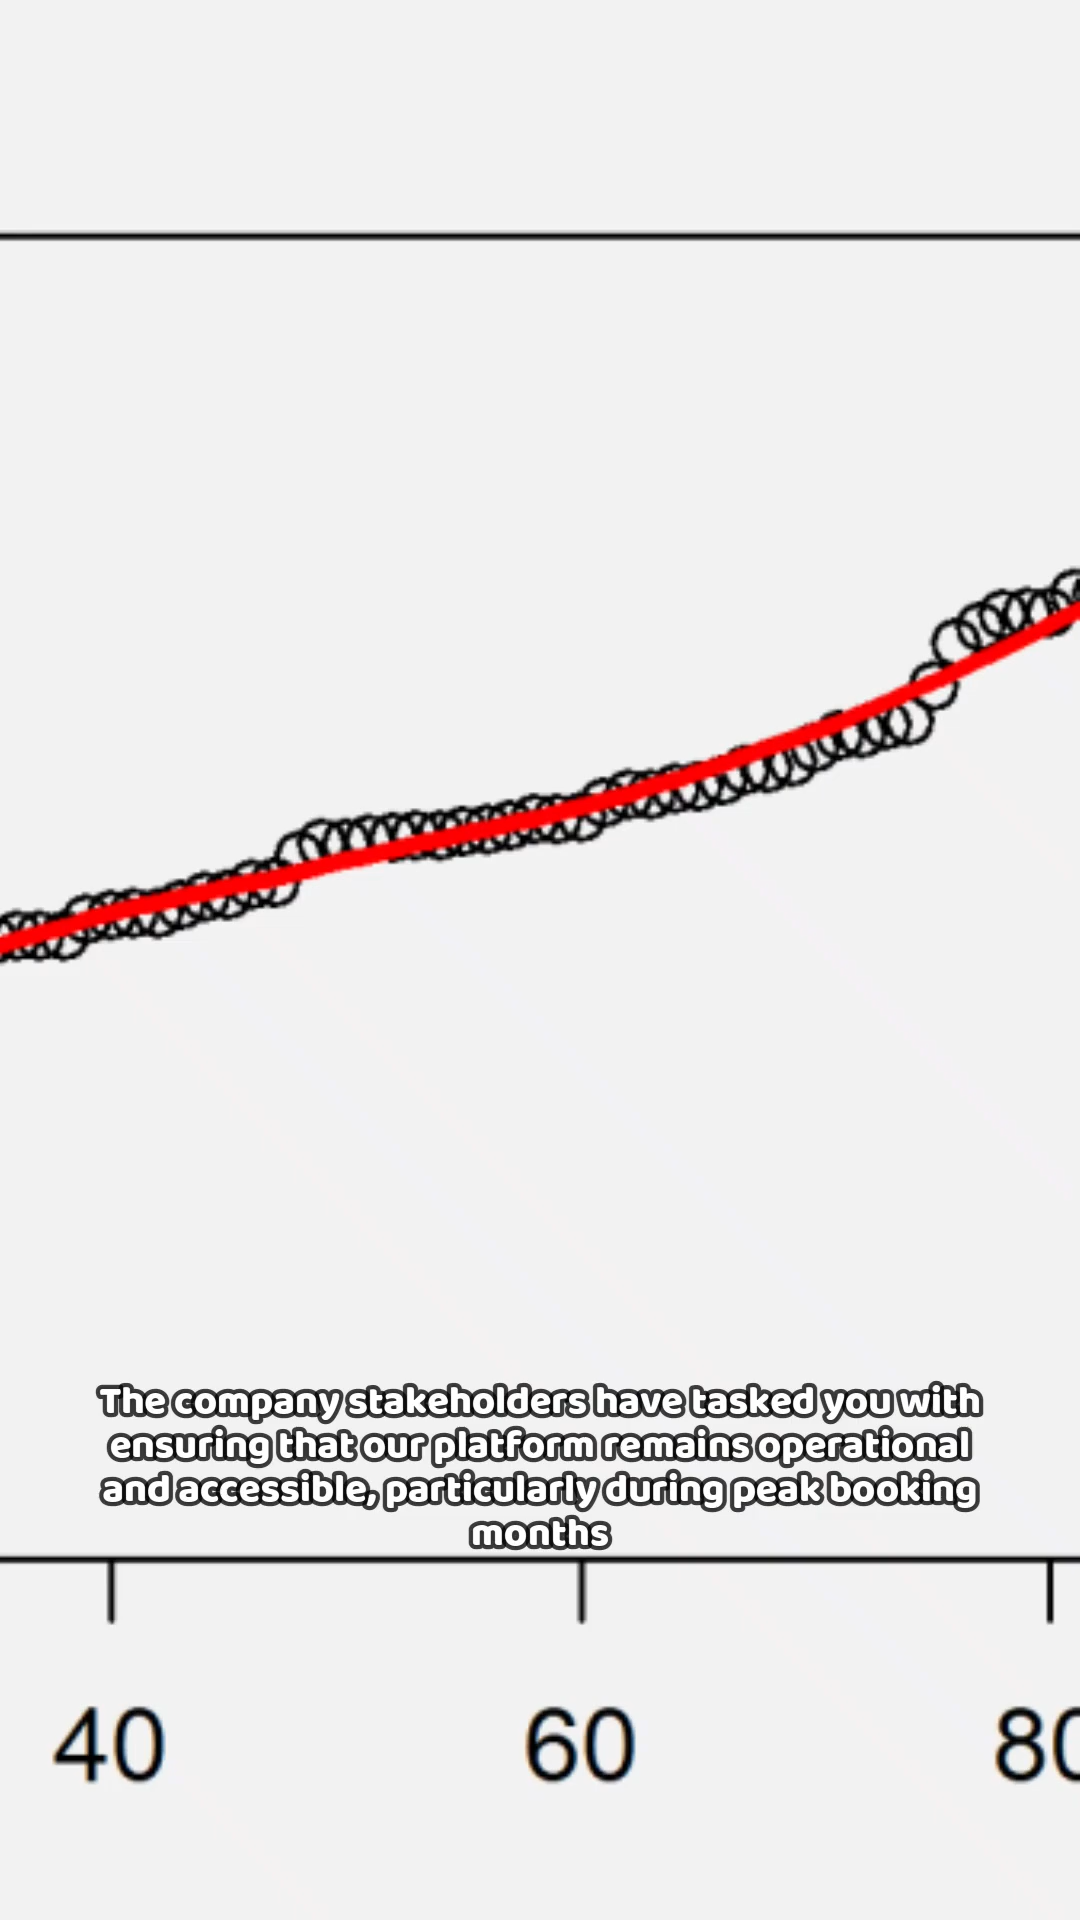 The company stakeholders have tasked you with
ensuring that our platform remains operational
and accessible, particularly during peak booking
months
40 60 80